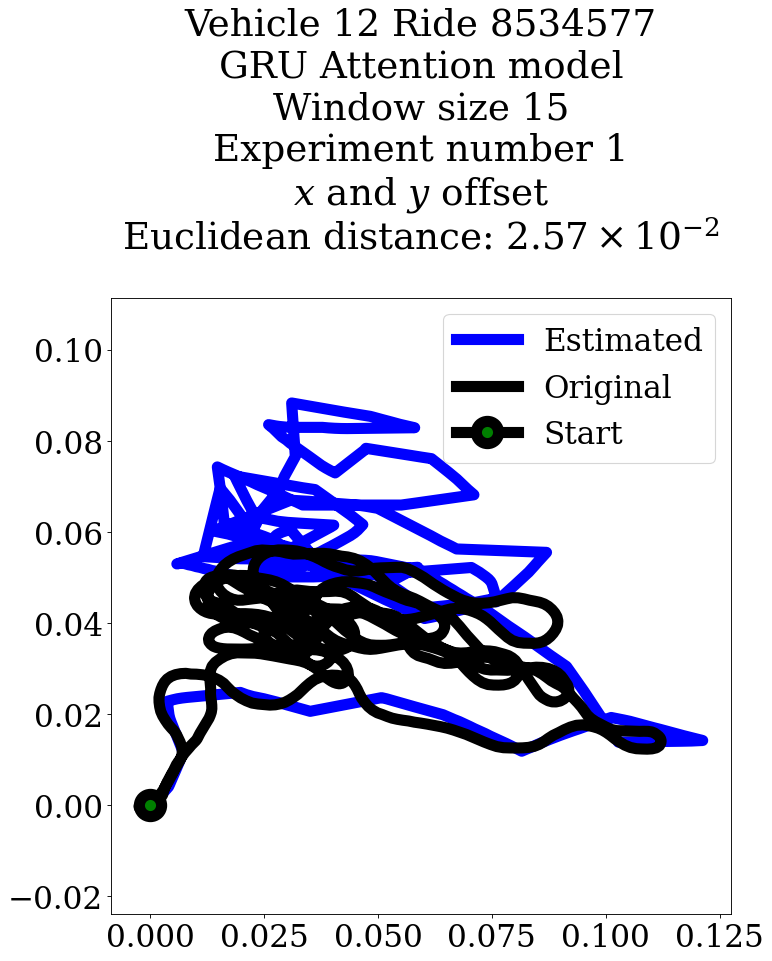 Vehicle 12 Ride 8534577
GRU Attention model
Window size 15
Experiment number 1
x and y offset
Euclidean distance: 2.57 × 10⁻²
Estimated
Original
Start
0.10
0.08
0.06
0.04
0.02
0.00
−0.02
0.000 0.025 0.050 0.075 0.100 0.125